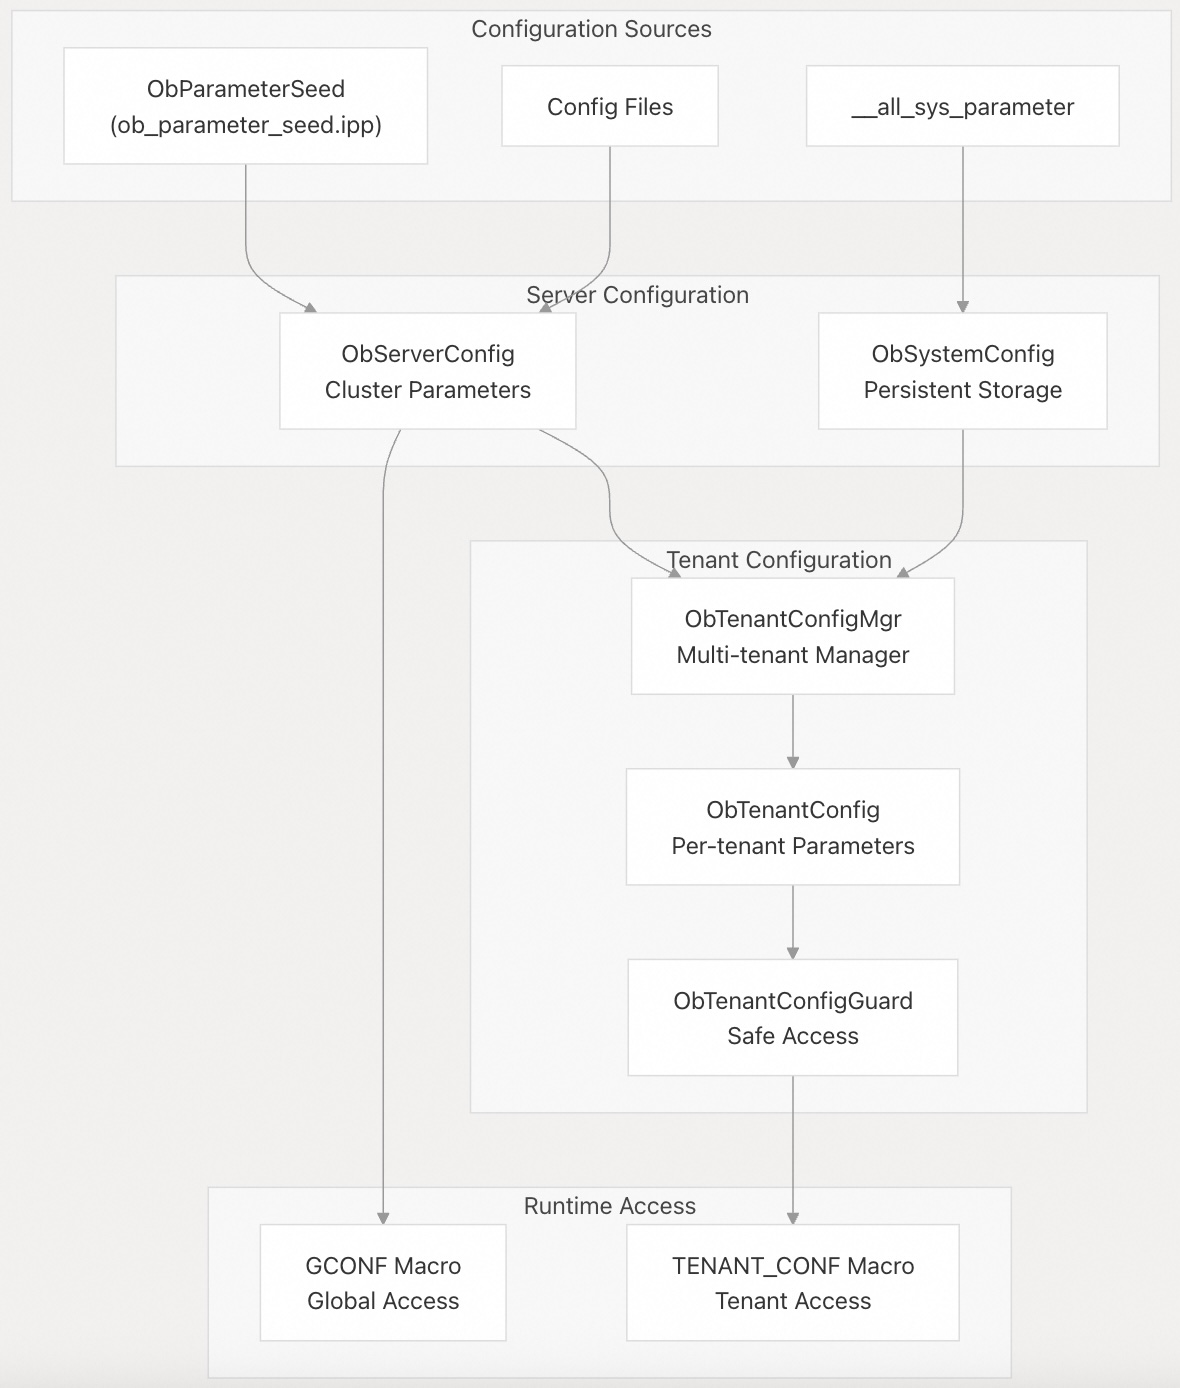 Configuration Sources
ObParameterSeed
(ob_parameter_seed.ipp)
Config Files
__all_sys_parameter
Server Configuration
ObServerConfig
Cluster Parameters
ObSystemConfig
Persistent Storage
Tenant Configuration
ObTenantConfigMgr
Multi-tenant Manager
ObTenantConfig
Per-tenant Parameters
ObTenantConfigGuard
Safe Access
Runtime Access
GCONF Macro
Global Access
TENANT_CONF Macro
Tenant Access